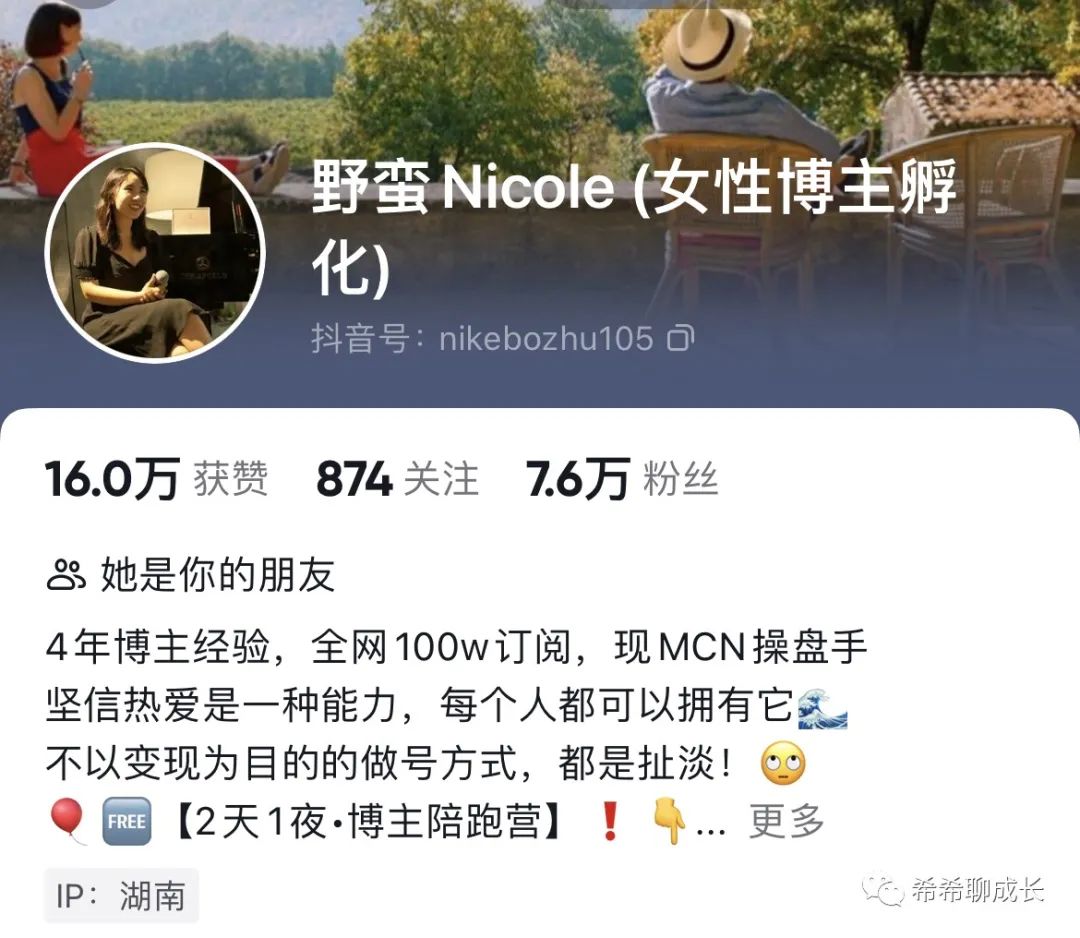 野蛮Nicole (女性博主孵
化)
抖音号：nikebozhu105
16.0万 获赞 874 关注 7.6万 粉丝
她是你的朋友
4年博主经验，全网100w订阅，现MCN操盘手
坚信热爱是一种能力，每个人都可以拥有它🌊
不以变现为目的的做号方式，都是扯淡！🙄
🎈🆓【2天1夜·博主陪跑营】❗👇... 更多
IP：湖南
希希聊成长